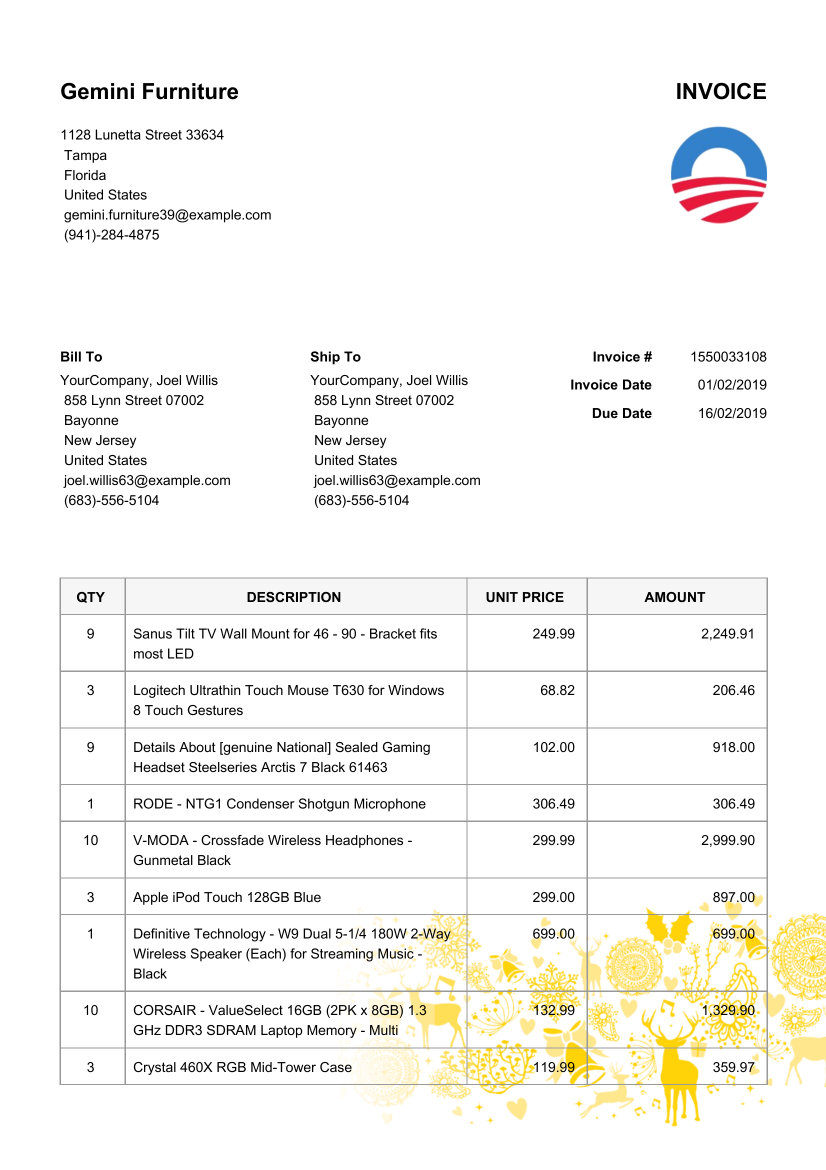 Gemini Furniture
INVOICE
1128 Lunetta Street 33634
Tampa
Florida
United States
gemini.furniture39@example.com
(941)-284-4875
Bill To
YourCompany, Joel Willis
858 Lynn Street 07002
Bayonne
New Jersey
United States
joel.willis63@example.com
(683)-556-5104
Ship To
YourCompany, Joel Willis
858 Lynn Street 07002
Bayonne
New Jersey
United States
joel.willis63@example.com
(683)-556-5104
Invoice # 1550033108
Invoice Date 01/02/2019
Due Date 16/02/2019
QTY DESCRIPTION UNIT PRICE AMOUNT
9 Sanus Tilt TV Wall Mount for 46 - 90 - Bracket fits 249.99 2,249.91
most LED
3 Logitech Ultrathin Touch Mouse T630 for Windows 68.82 206.46
8 Touch Gestures
9 Details About [genuine National] Sealed Gaming 102.00 918.00
Headset Steelseries Arctis 7 Black 61463
1 RODE - NTG1 Condenser Shotgun Microphone 306.49 306.49
10 V-MODA - Crossfade Wireless Headphones - 299.99 2,999.90
Gunmetal Black
3 Apple iPod Touch 128GB Blue 299.00 897.00
1 Definitive Technology - W9 Dual 5-1/4 180W 2-Way 699.00 699.00
Wireless Speaker (Each) for Streaming Music -
Black
10 CORSAIR - ValueSelect 16GB (2PK x 8GB) 1.3 132.99 1,329.90
GHz DDR3 SDRAM Laptop Memory - Multi
3 Crystal 460X RGB Mid-Tower Case 119.99 359.97